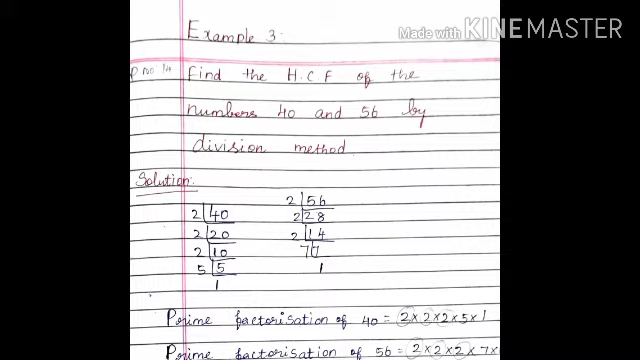 Made with KINEMASTER
Example 3:
P No 14 Find the H.C F of the
numbers 40 and 56 by
division method
Solution:
2 56
2 40 2 28
2 20 2 14
2 10 7 7
5 5 1
1
Prime factorisation of 40 = 2×2×2×5×1
Prime factorisation of 56 = 2×2×2×7×